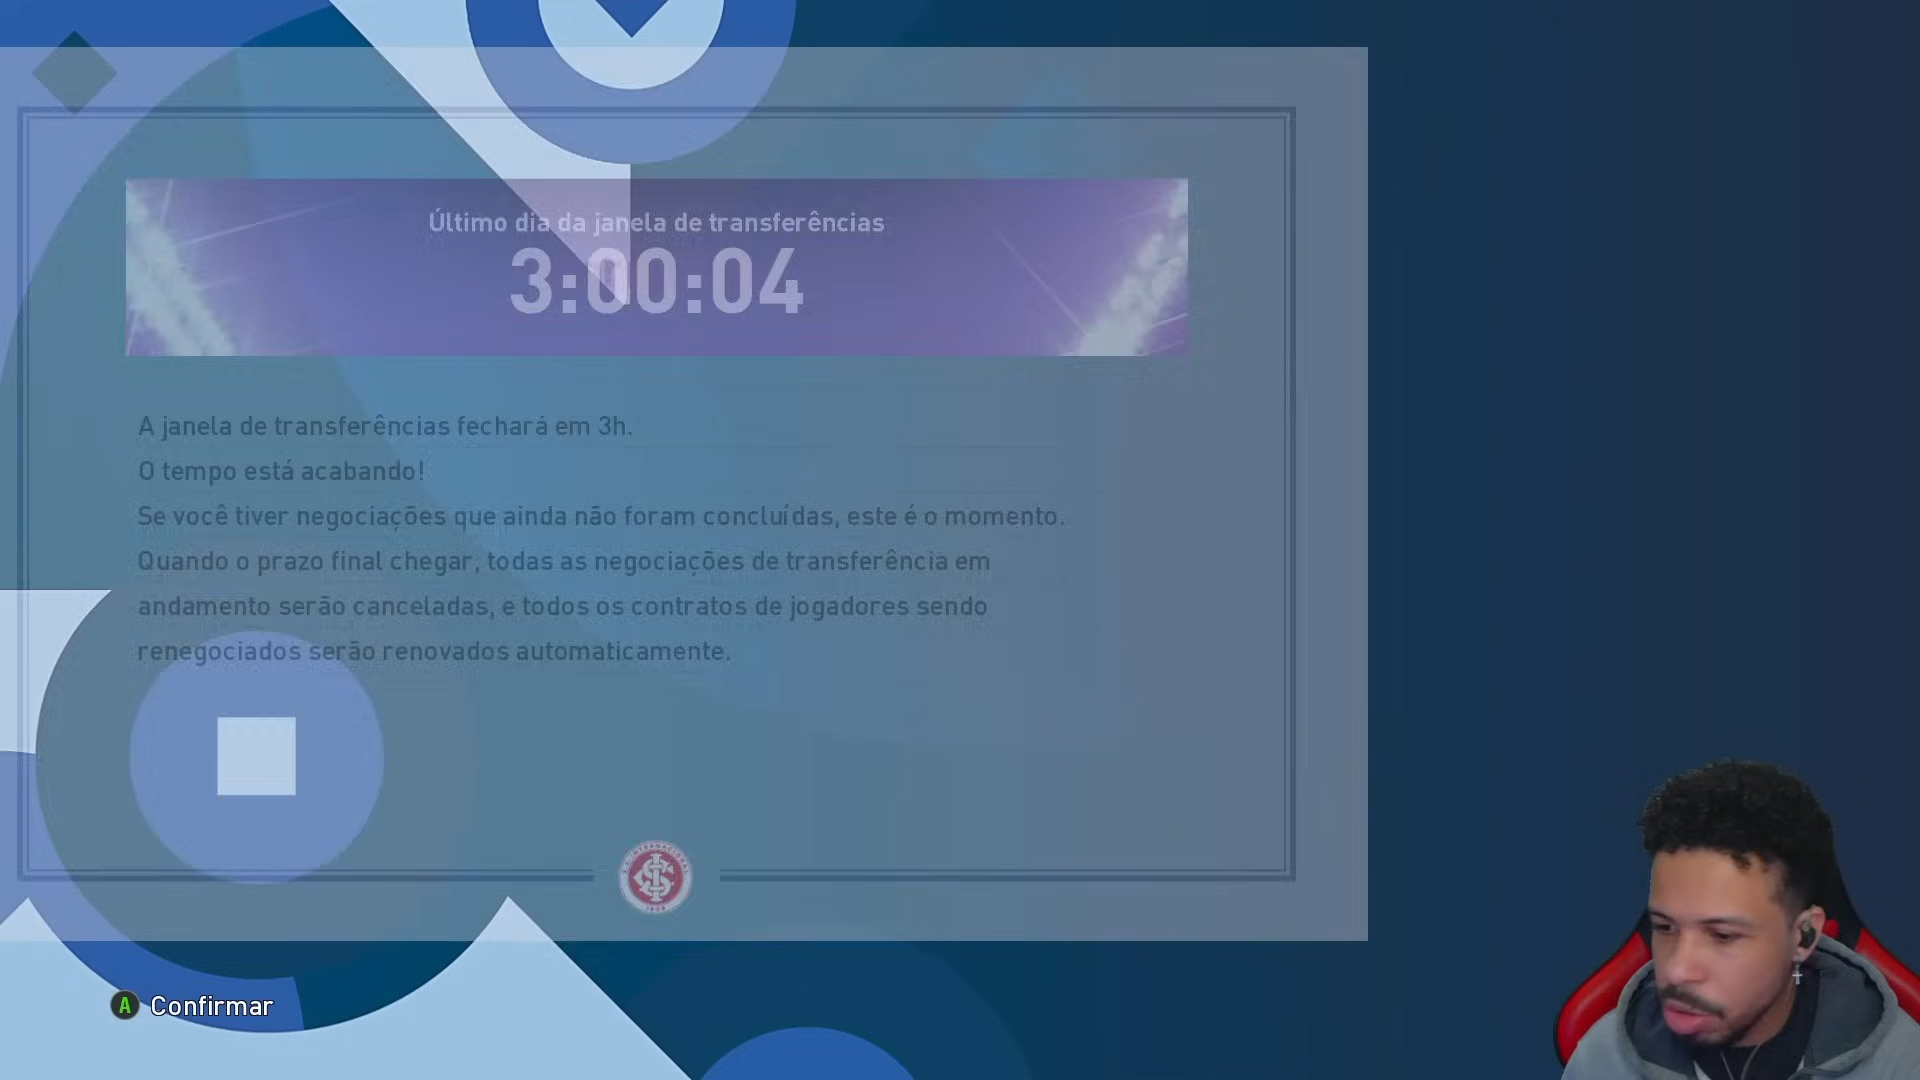 Último dia da janela de transferências
3:00:04
A janela de transferências fechará em 3h.
O tempo está acabando!
Se você tiver negociações que ainda não foram concluídas, este é o momento.
Quando o prazo final chegar, todas as negociações de transferência em
andamento serão canceladas, e todos os contratos de jogadores sendo
renegociados serão renovados automaticamente.
A Confirmar